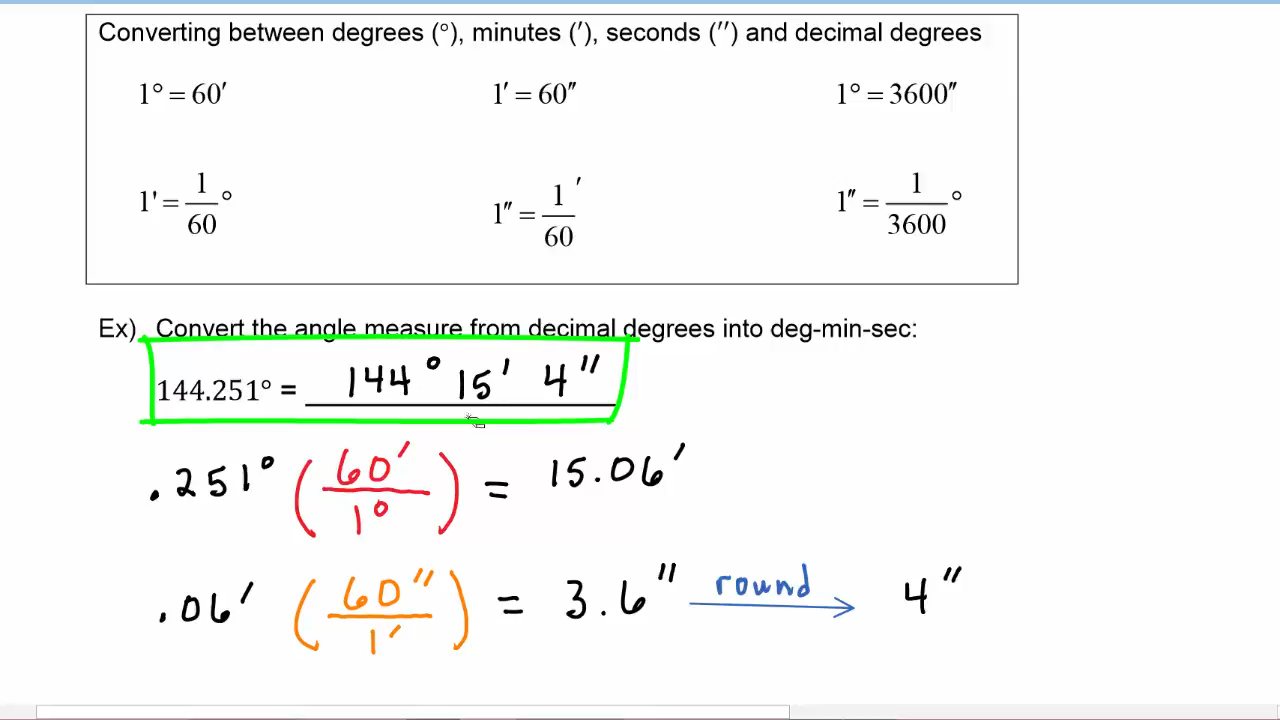 Converting between degrees (°), minutes (′), seconds (″) and decimal degrees
1° = 60′ 1′ = 60″ 1° = 3600″
1' = 1/60 ° 1″ = 1/60 ′ 1″ = 1/3600 °
Ex) Convert the angle measure from decimal degrees into deg-min-sec:
144.251° = 144° 15′ 4″
.251° (60′/1°) = 15.06′
.06′ (60″/1′) = 3.6″ round 4″